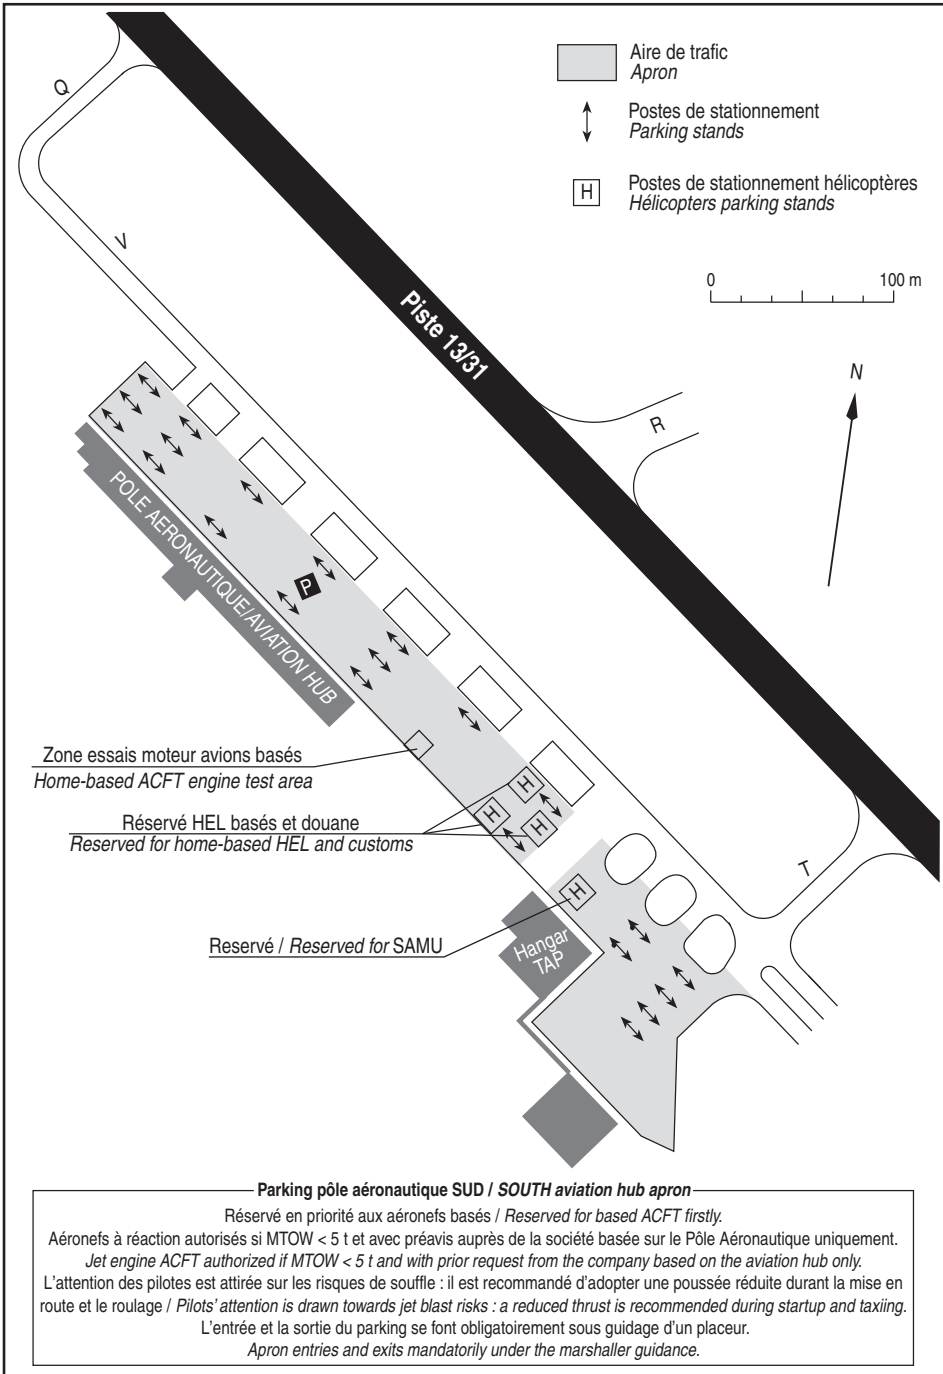 Aire de trafic
Apron
Q
Postes de stationnement
Parking stands
H
Postes de stationnement hélicoptères
Hélicopters parking stands
V
0 100 m
Piste 13/31
N
R
POLE AERONAUTIQUE/AVIATION HUB
P
Zone essais moteur avions basés
Home-based ACFT engine test area
H
H
Réservé HEL basés et douane
H
Reserved for home-based HEL and customs
T
H
Reservé / Reserved for SAMU
Hangar
TAP
Parking pôle aéronautique SUD / SOUTH aviation hub apron
Réservé en priorité aux aéronefs basés / Reserved for based ACFT firstly.
Aéronefs à réaction autorisés si MTOW < 5 t et avec préavis auprès de la société basée sur le Pôle Aéronautique uniquement.
Jet engine ACFT authorized if MTOW < 5 t and with prior request from the company based on the aviation hub only.
L'attention des pilotes est attirée sur les risques de souffle : il est recommandé d'adopter une poussée réduite durant la mise en
route et le roulage / Pilots' attention is drawn towards jet blast risks : a reduced thrust is recommended during startup and taxiing.
L'entrée et la sortie du parking se font obligatoirement sous guidage d'un placeur.
Apron entries and exits mandatorily under the marshaller guidance.